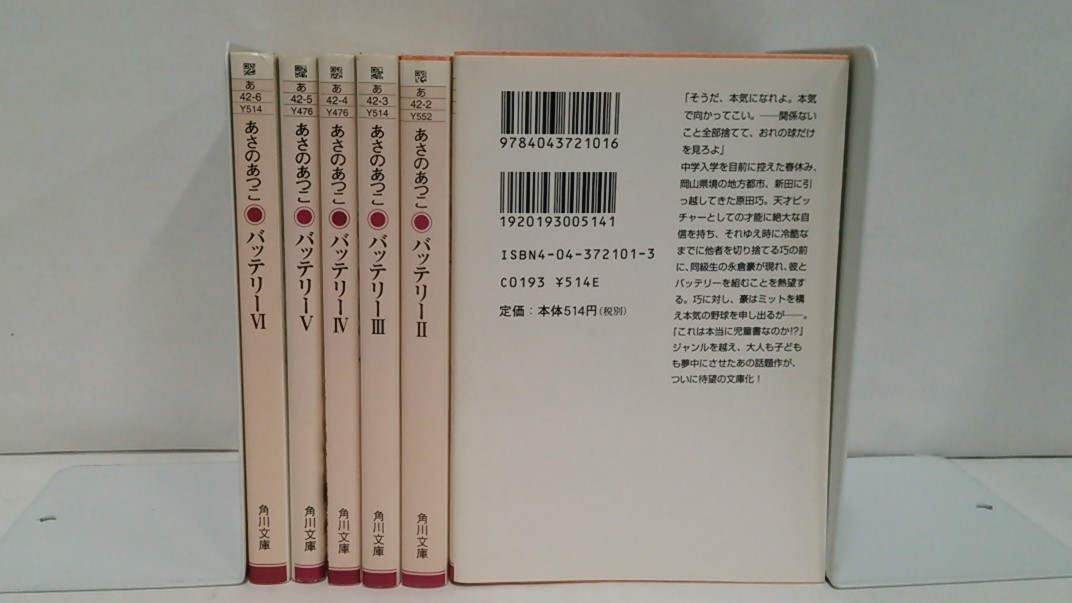 あ
42-6
¥514
あさのあつこ
バッテリーⅥ
角川文庫
あ
42-5
¥476
あさのあつこ
バッテリーⅤ
角川文庫
あ
42-4
¥476
あさのあつこ
バッテリーⅣ
角川文庫
あ
42-3
¥514
あさのあつこ
バッテリーⅢ
角川文庫
あ
42-2
¥552
あさのあつこ
バッテリーⅡ
角川文庫
9784043721016
1920193005141
ISBN4-04-372101-3
C0193 ¥514E
定価:本体514円(税別)
「そうだ、本気になれよ。本気
で向かってこい。――関係ない
こと全部捨てて、おれの球だけ
を見ろよ」
中学入学を目前に控えた春休み、
岡山県境の地方都市、新田に引
っ越してきた原田巧。天才ピッ
チャーとしての才能に絶大な自
信を持ち、それゆえ時に冷酷な
までに他者を切り捨てる巧の前
に、同級生の永倉豪が現れ、彼と
バッテリーを組むことを熱望す
る。巧に対し、豪はミットを構
え本気の野球を申し出るが――。
「これは本当に児童書なのか!?」
ジャンルを越え、大人も子ども
も夢中にさせたあの話題作が、
ついに待望の文庫化!